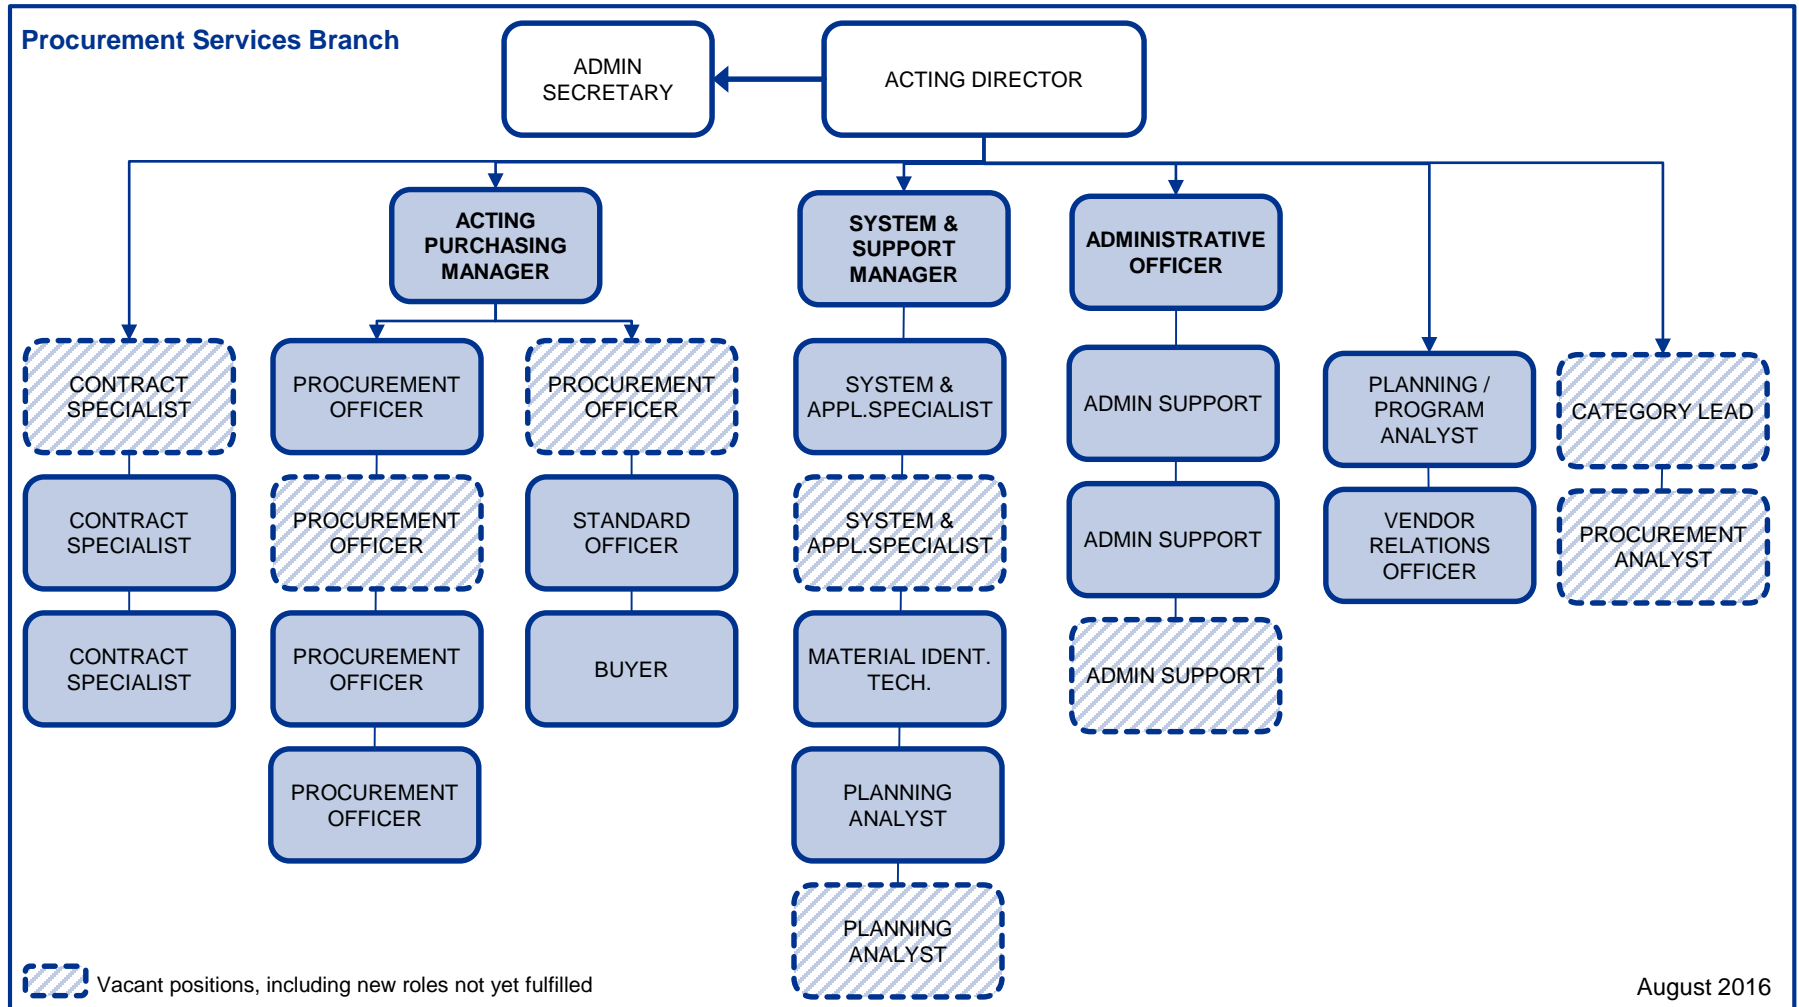 Procurement Services Branch
ADMIN
SECRETARY
ACTING DIRECTOR
ACTING
PURCHASING
MANAGER
SYSTEM &
SUPPORT
MANAGER
ADMINISTRATIVE
OFFICER
CONTRACT
SPECIALIST
PROCUREMENT
OFFICER
PROCUREMENT
OFFICER
SYSTEM &
APPL.SPECIALIST
ADMIN SUPPORT
PLANNING /
PROGRAM
ANALYST
CATEGORY LEAD
CONTRACT
SPECIALIST
PROCUREMENT
OFFICER
STANDARD
OFFICER
SYSTEM &
APPL.SPECIALIST
ADMIN SUPPORT
VENDOR
RELATIONS
OFFICER
PROCUREMENT
ANALYST
CONTRACT
SPECIALIST
PROCUREMENT
OFFICER
BUYER
MATERIAL IDENT.
TECH.
ADMIN SUPPORT
PROCUREMENT
OFFICER
PLANNING
ANALYST
PLANNING
ANALYST
Vacant positions, including new roles not yet fulfilled
August 2016